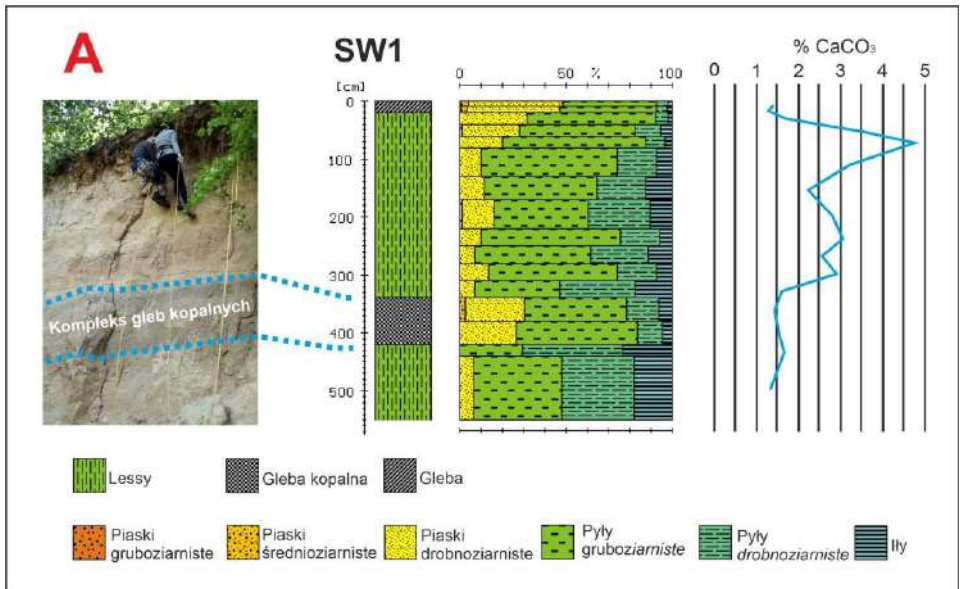 A
SW1
[cm]
0
100
200
300
400
500
0 50 % 100
% CaCO₃
0 1 2 3 4 5
Kompleks gleb kopalnych
Lessy
Gleba kopalna
Gleba
Piaski
gruboziarniste
Piaski
średnioziarniste
Piaski
drobnoziarniste
Pyły
gruboziarniste
Pyły
drobnoziarniste
Iły